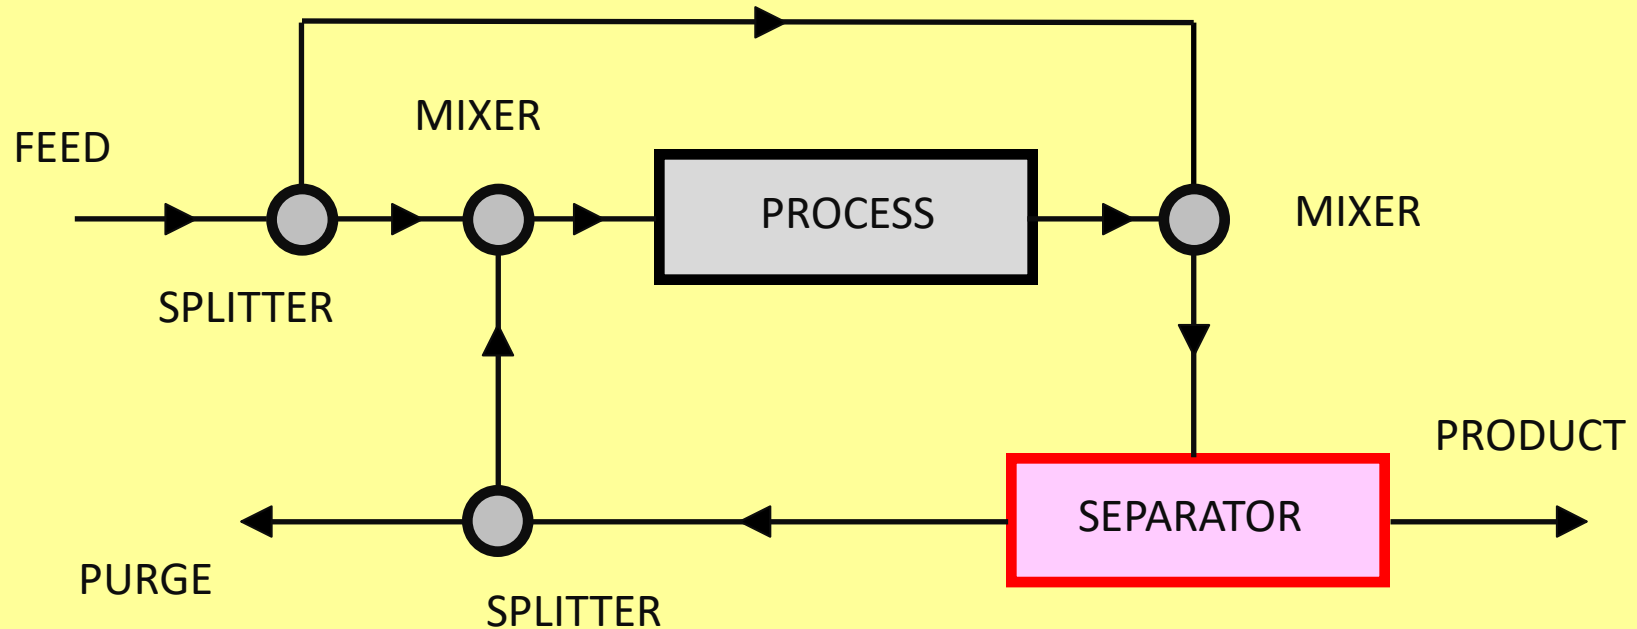 MIXER
FEED
PROCESS
MIXER
SPLITTER
PRODUCT
SEPARATOR
PURGE
SPLITTER